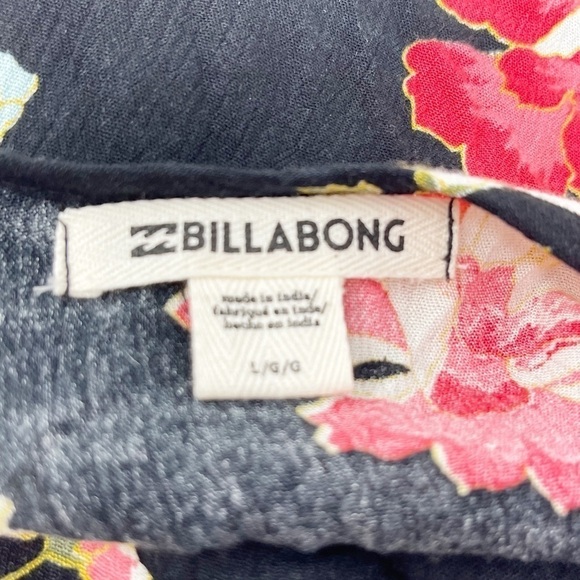 BILLABONG
made in India/
fabriqué en Inde/
hecho en India
L/G/G